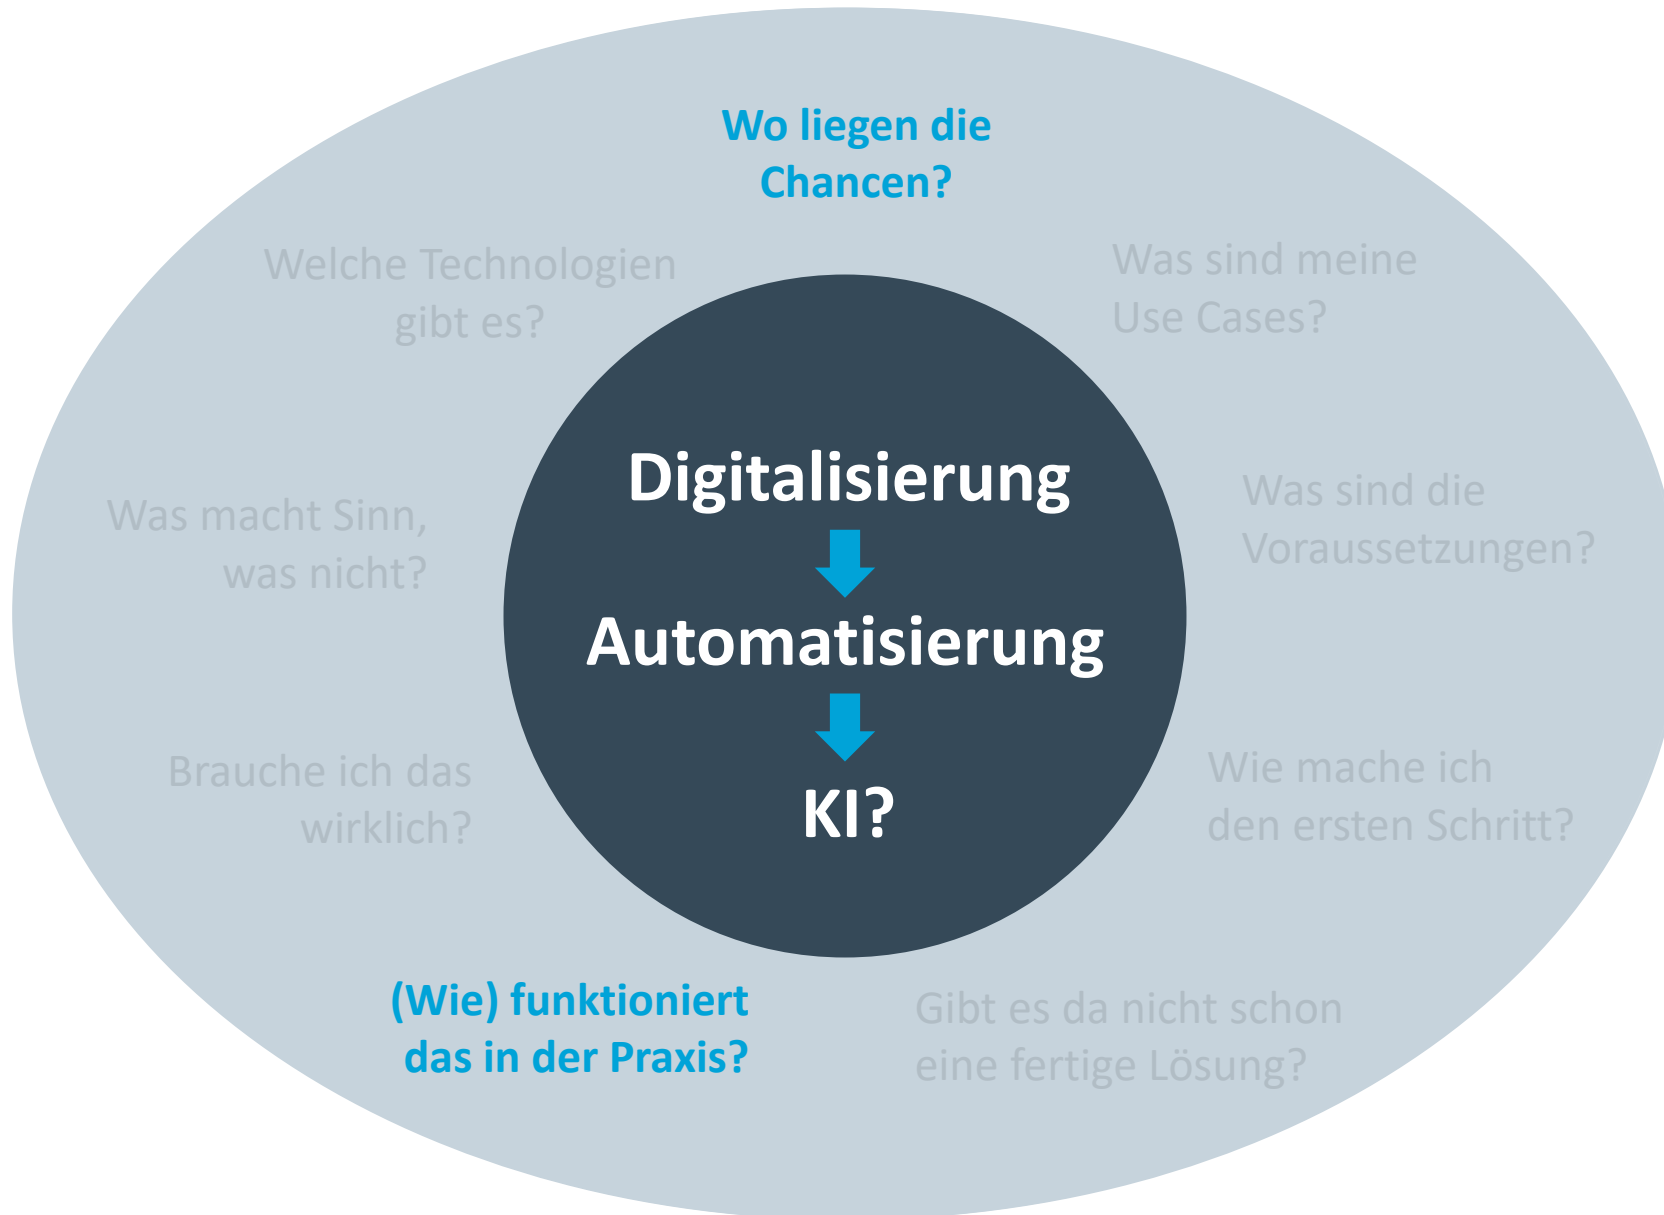 Wo liegen die
Chancen?
Welche Technologien
gibt es?
Was sind meine
Use Cases?
Digitalisierung
Automatisierung
KI?
Was macht Sinn,
was nicht?
Was sind die
Voraussetzungen?
Brauche ich das
wirklich?
Wie mache ich
den ersten Schritt?
(Wie) funktioniert
das in der Praxis?
Gibt es da nicht schon
eine fertige Lösung?